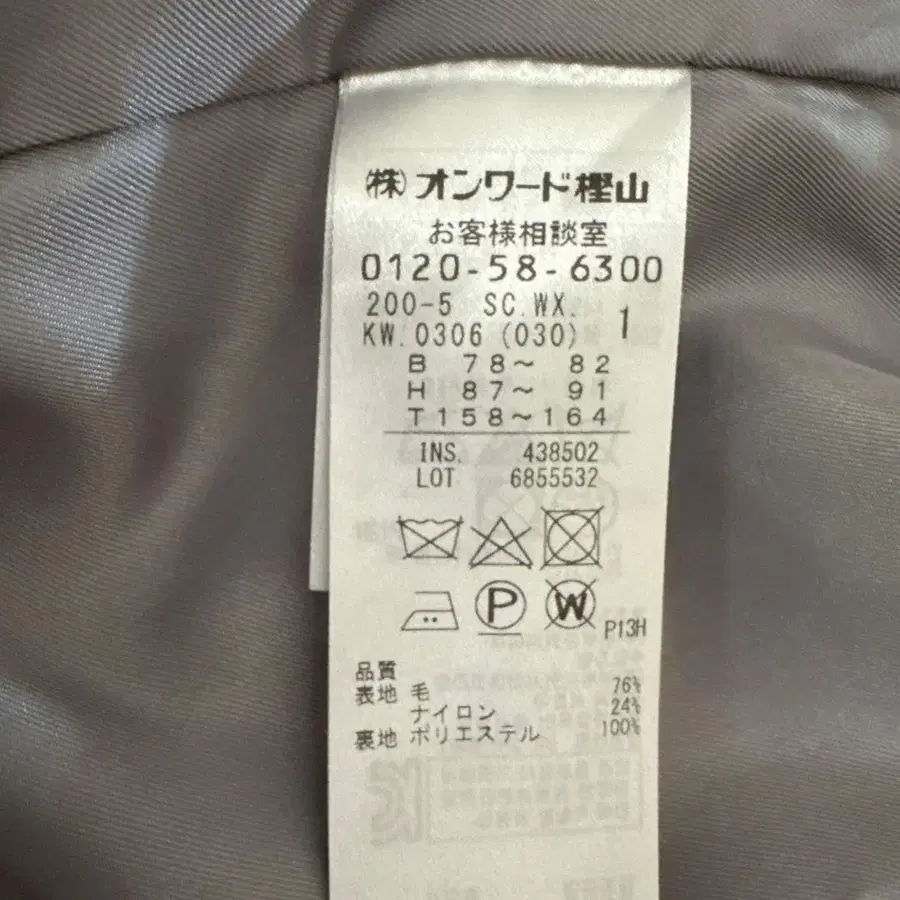 (株)オンワード樫山
お客様相談室
0120-58-6300
200-5 SC.WX. 1
KW.0306 (030)
B 78～ 82
H 87～ 91
T158～164
INS. 438502
LOT 6855532
P W P13H
品質
表地 毛 76%
ナイロン 24%
裏地 ポリエステル 100%